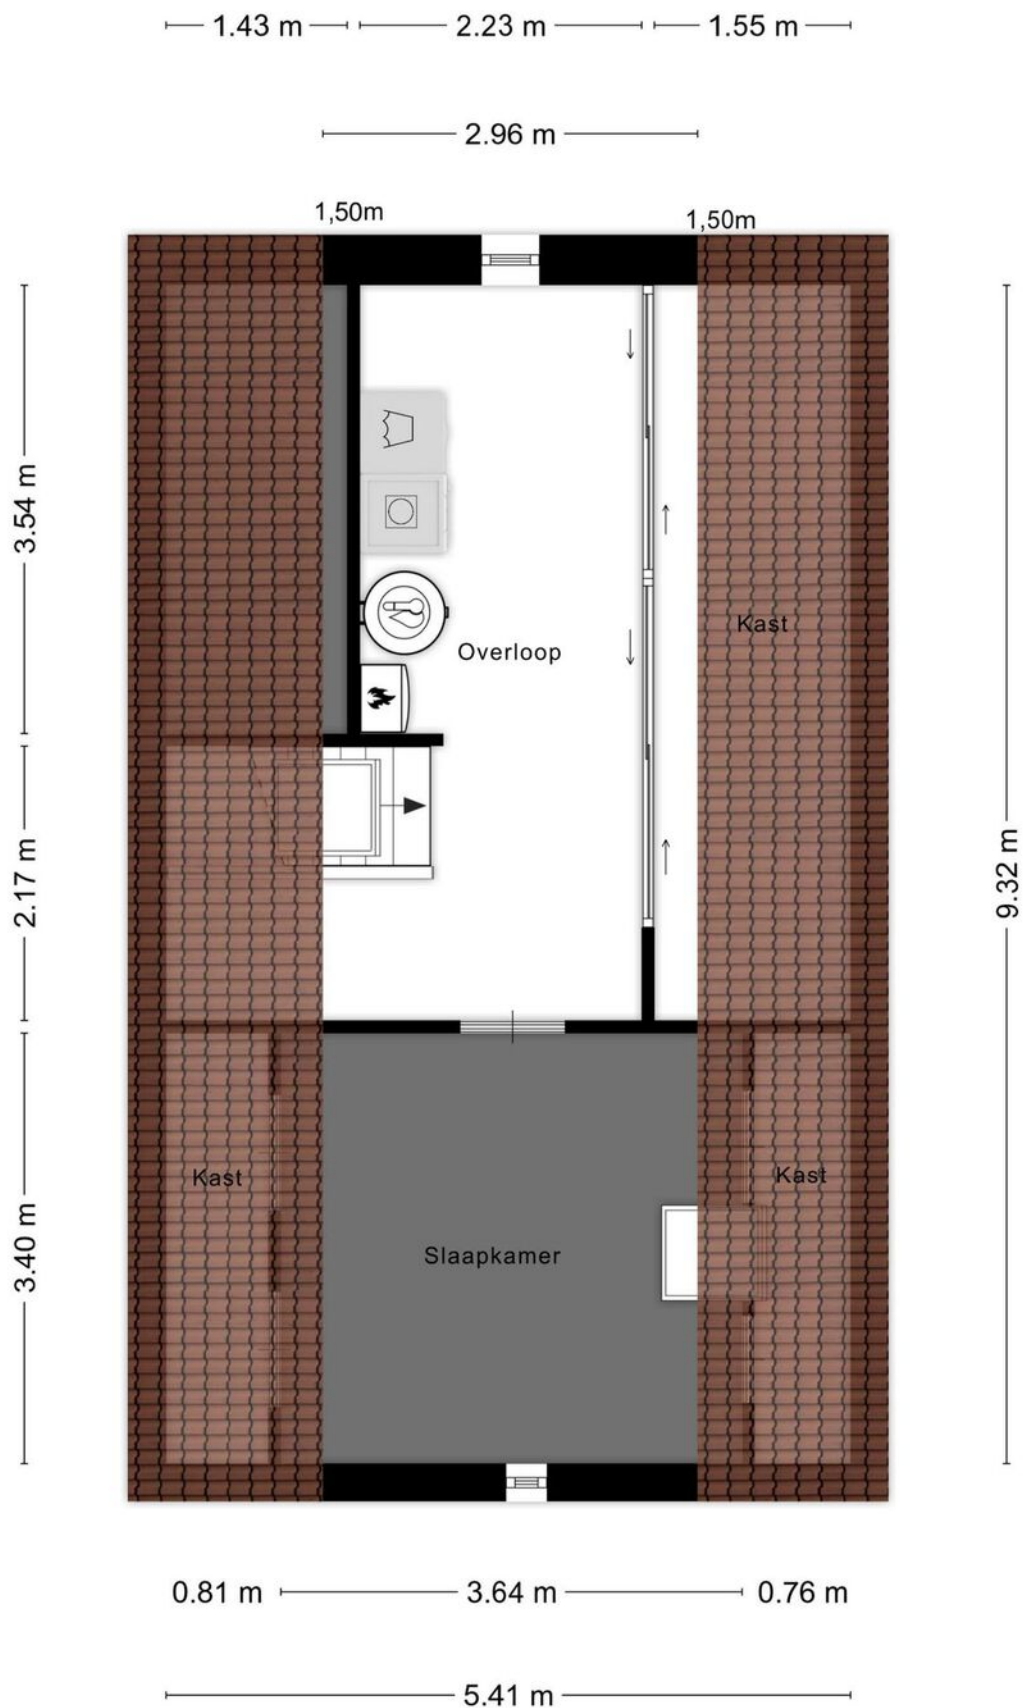 1.43 m 2.23 m 1.55 m
2.96 m
1,50m 1,50m
3.54 m
Kast
Overloop
2.17 m
9.32 m
Kast Kast
3.40 m
Slaapkamer
0.81 m 3.64 m 0.76 m
5.41 m